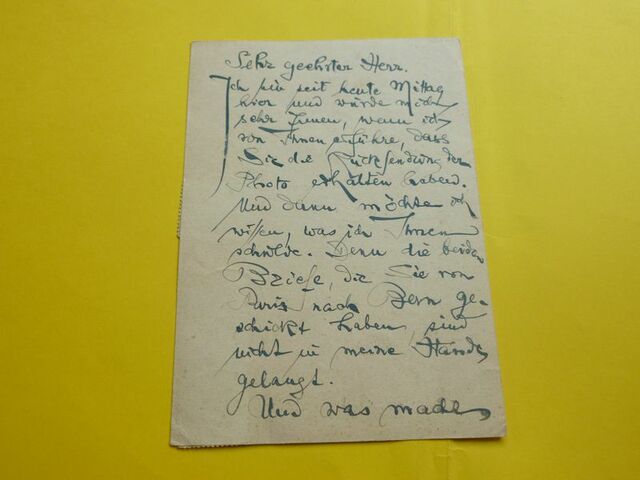 Sehr geehrter Herr.
Ich bin seit heute Mittag
hier und würde mich
sehr freuen, wenn ich
von Ihnen erführe, dass
Sie die Rücksendung der
Photo erhalten haben.
Und dann möchte ich
wissen, was ich Ihnen
schulde. Denn die beiden
Briefe, die Sie von
Paris nach Bern ge-
schickt haben, sind
nicht in meine Hände
gelangt.
Und was macht